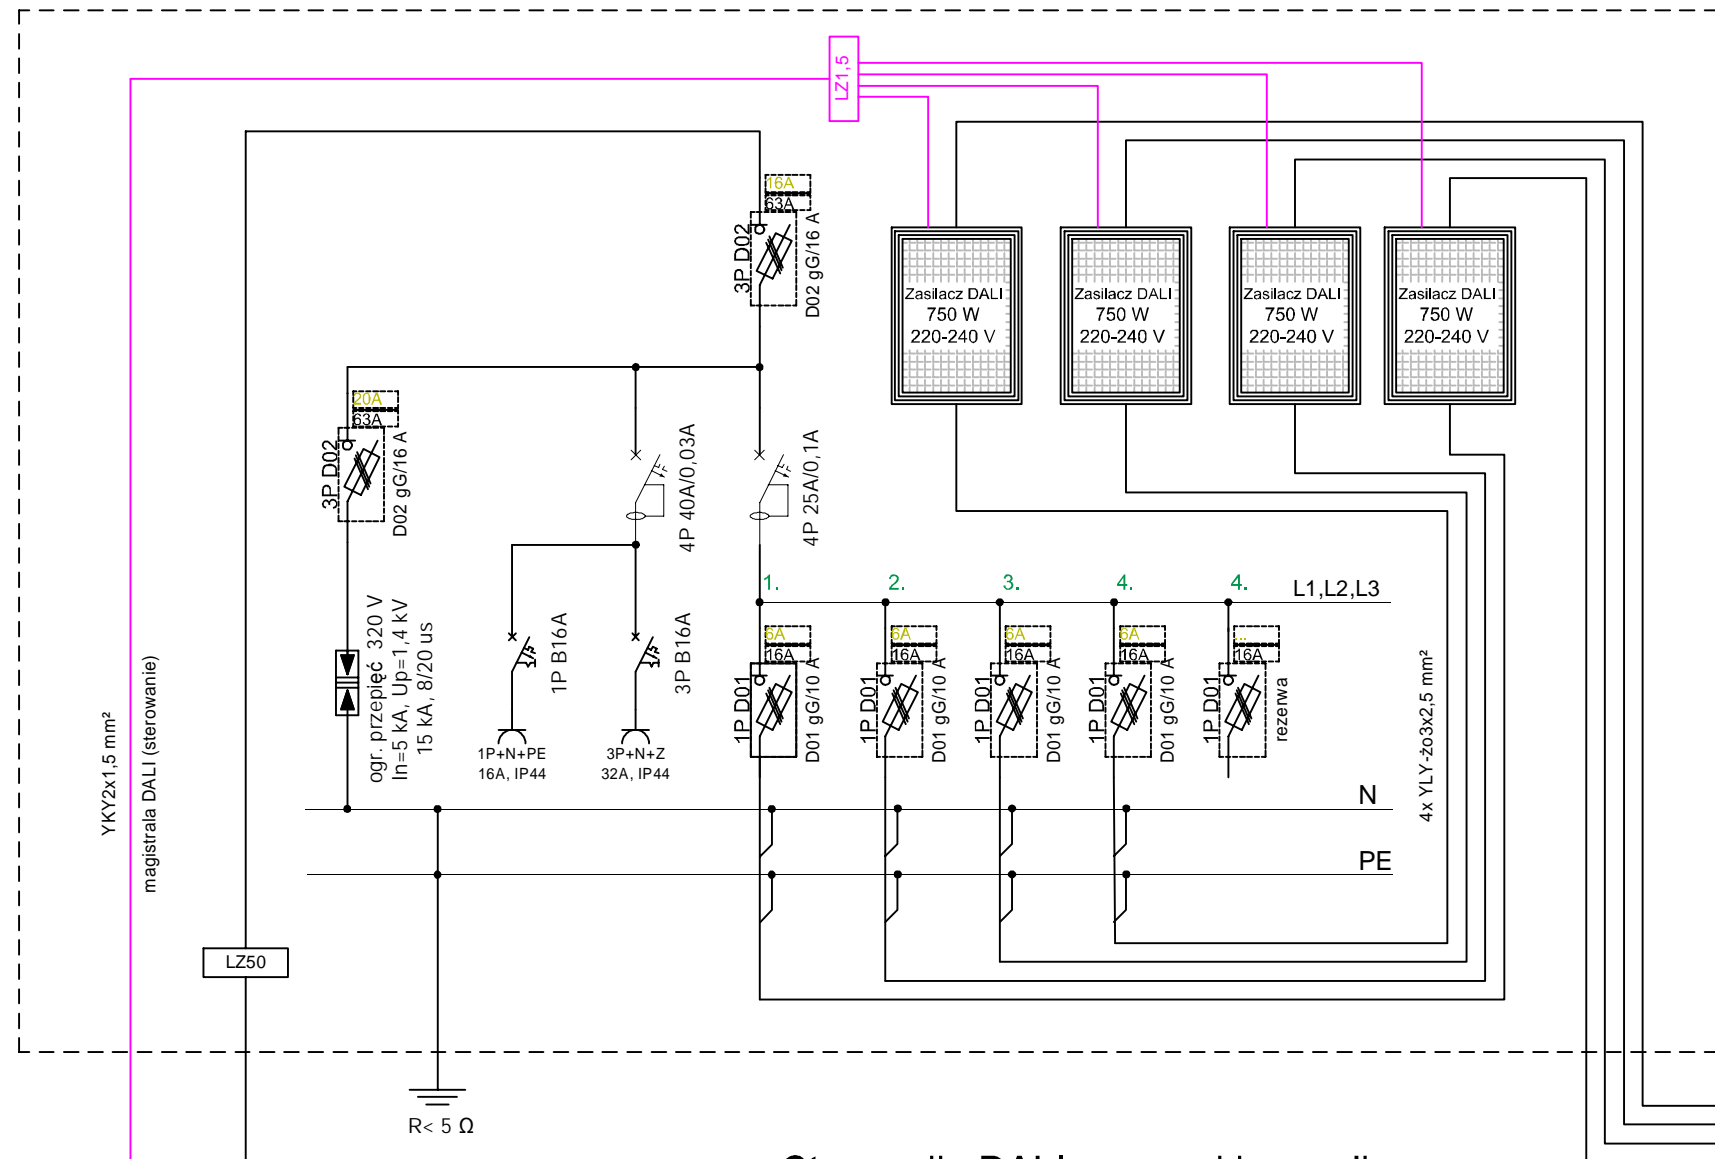 LZ1,5
16A
63A
3P D02
D02 gG/16 A
Zasilacz DALI
750 W
220-240 V
Zasilacz DALI
750 W
220-240 V
Zasilacz DALI
750 W
220-240 V
Zasilacz DALI
750 W
220-240 V
20A
63A
3P D02
D02 gG/16 A
4P 40A/0,03A
4P 25A/0,1A
1.
2.
3.
4.
4.
L1,L2,L3
6A
16A
1P D01
D01 gG/10 A
6A
16A
1P D01
D01 gG/10 A
6A
16A
1P D01
D01 gG/10 A
6A
16A
1P D01
D01 gG/10 A
...
16A
1P D01
rezerwa
ogr. przepięć 320 V
In=5 kA, Up=1,4 kV
15 kA, 8/20 us
1P B16A
3P B16A
1P+N+PE
16A, IP44
3P+N+Z
32A, IP44
4x YLY-żo3x2,5 mm²
YKY2x1,5 mm²
magistrala DALI (sterowanie)
N
PE
LZ50
R< 5 Ω